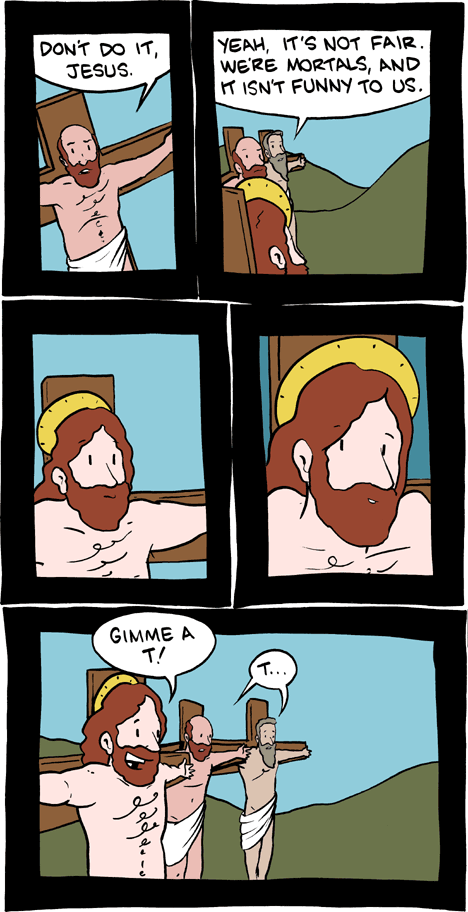 DON'T DO IT,
JESUS.
YEAH, IT'S NOT FAIR.
WE'RE MORTALS, AND
IT ISN'T FUNNY TO US.
GIMME A
T!
T...